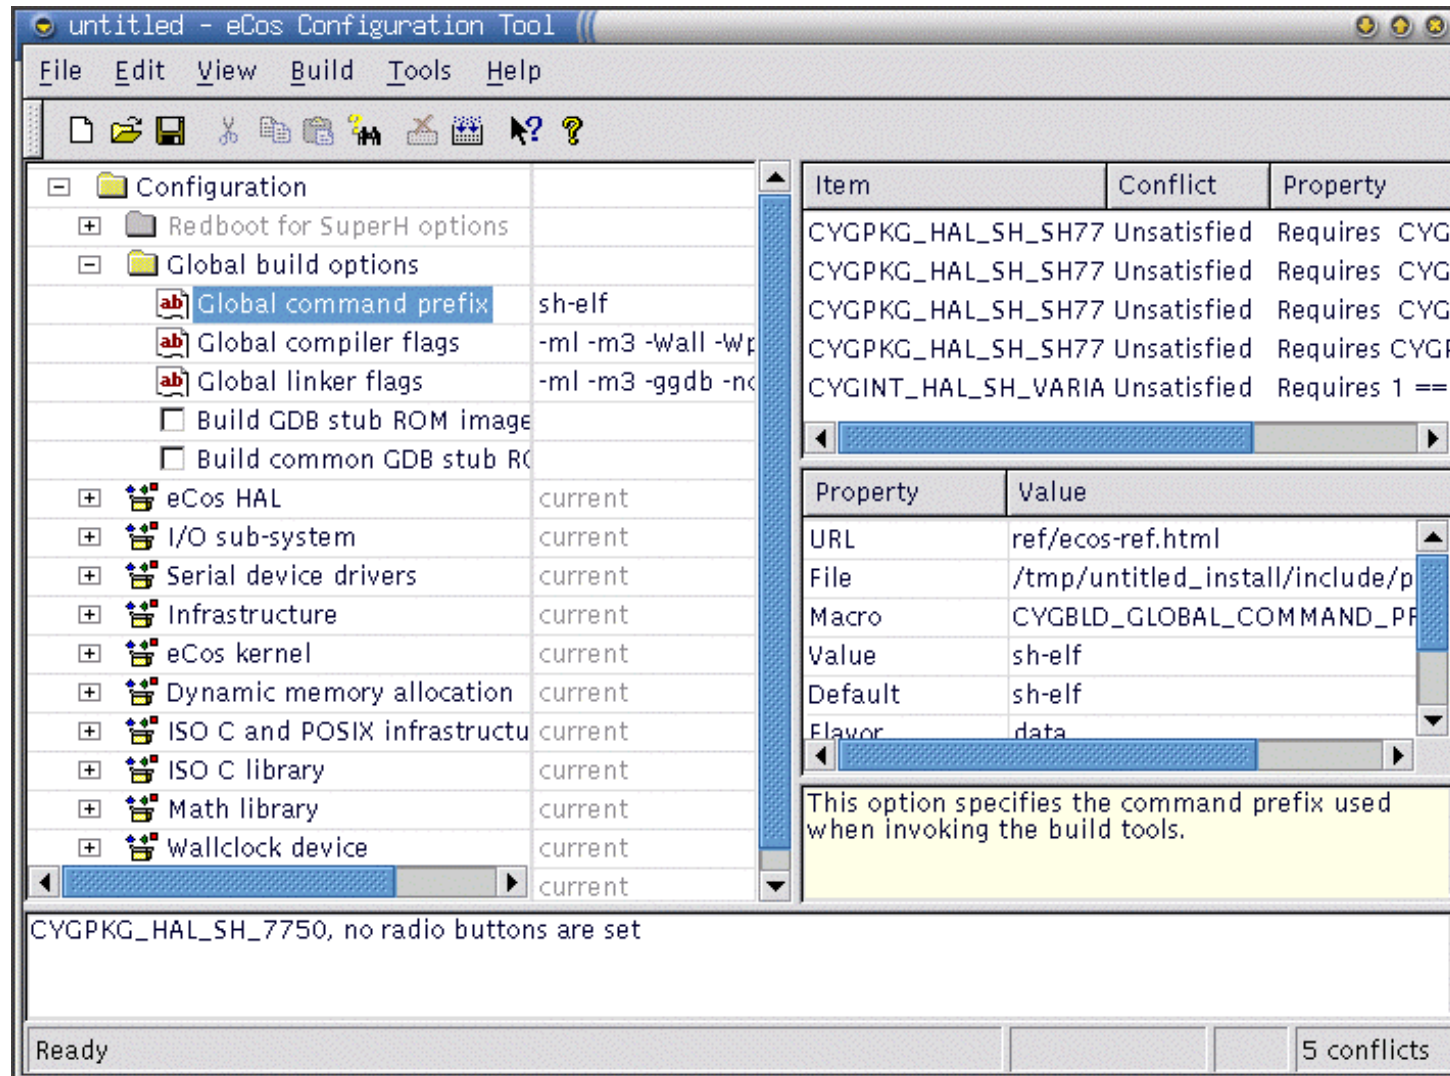 untitled - eCos Configuration Tool
File Edit View Build Tools Help
Configuration
Redboot for SuperH options
Global build options
Global command prefix sh-elf
Global compiler flags -ml -m3 -Wall -Wp
Global linker flags -ml -m3 -ggdb -no
Build GDB stub ROM image
Build common GDB stub RO
eCos HAL current
I/O sub-system current
Serial device drivers current
Infrastructure current
eCos kernel current
Dynamic memory allocation current
ISO C and POSIX infrastructu current
ISO C library current
Math library current
Wallclock device current
current
Item Conflict Property
CYGPKG_HAL_SH_SH77 Unsatisfied Requires CYG
CYGPKG_HAL_SH_SH77 Unsatisfied Requires CYG
CYGPKG_HAL_SH_SH77 Unsatisfied Requires CYG
CYGPKG_HAL_SH_SH77 Unsatisfied Requires CYGP
CYGINT_HAL_SH_VARIA Unsatisfied Requires 1 ==
Property Value
URL ref/ecos-ref.html
File /tmp/untitled_install/include/p
Macro CYGBLD_GLOBAL_COMMAND_PR
Value sh-elf
Default sh-elf
Flavor data
This option specifies the command prefix used
when invoking the build tools.
CYGPKG_HAL_SH_7750, no radio buttons are set
Ready 5 conflicts